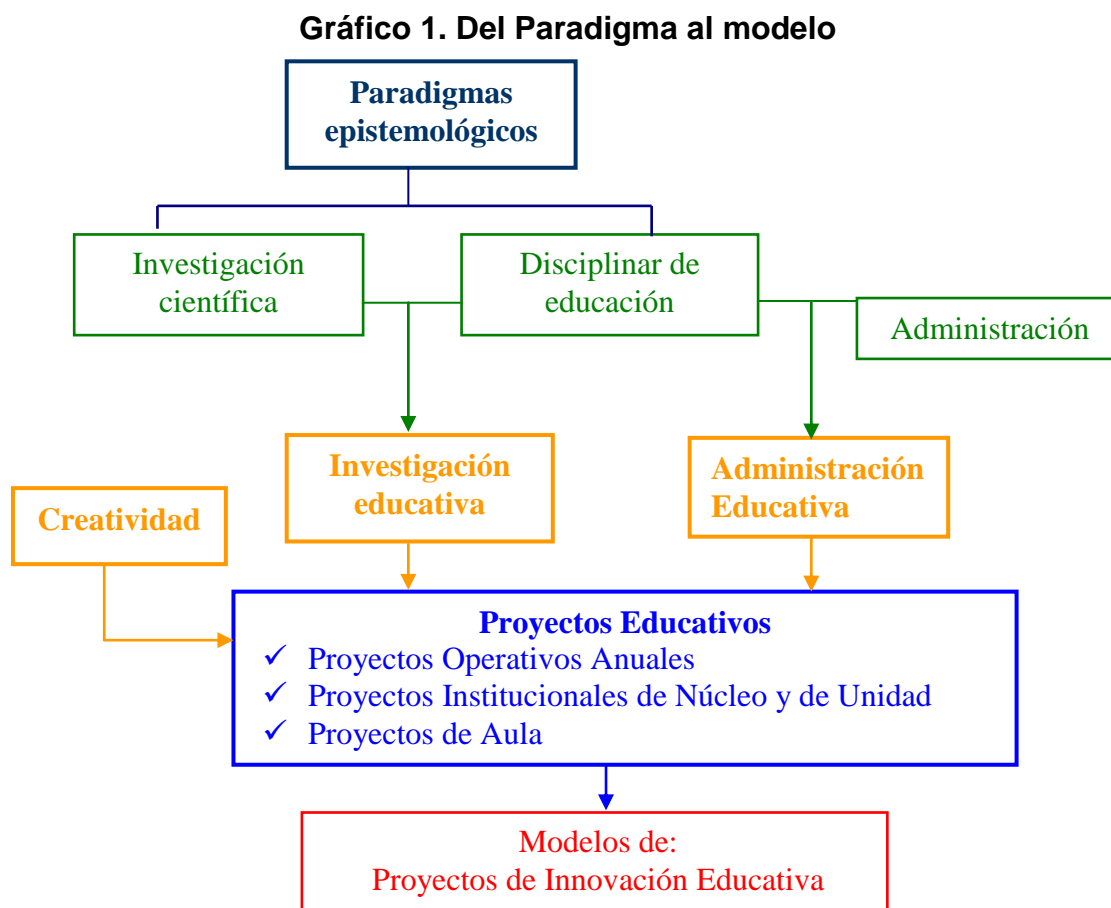 Gráfico 1. Del Paradigma al modelo
Paradigmas
epistemológicos
Investigación
científica
Disciplinar de
educación
Administración
Investigación
educativa
Administración
Educativa
Creatividad
Proyectos Educativos
✓ Proyectos Operativos Anuales
✓ Proyectos Institucionales de Núcleo y de Unidad
✓ Proyectos de Aula
Modelos de:
Proyectos de Innovación Educativa